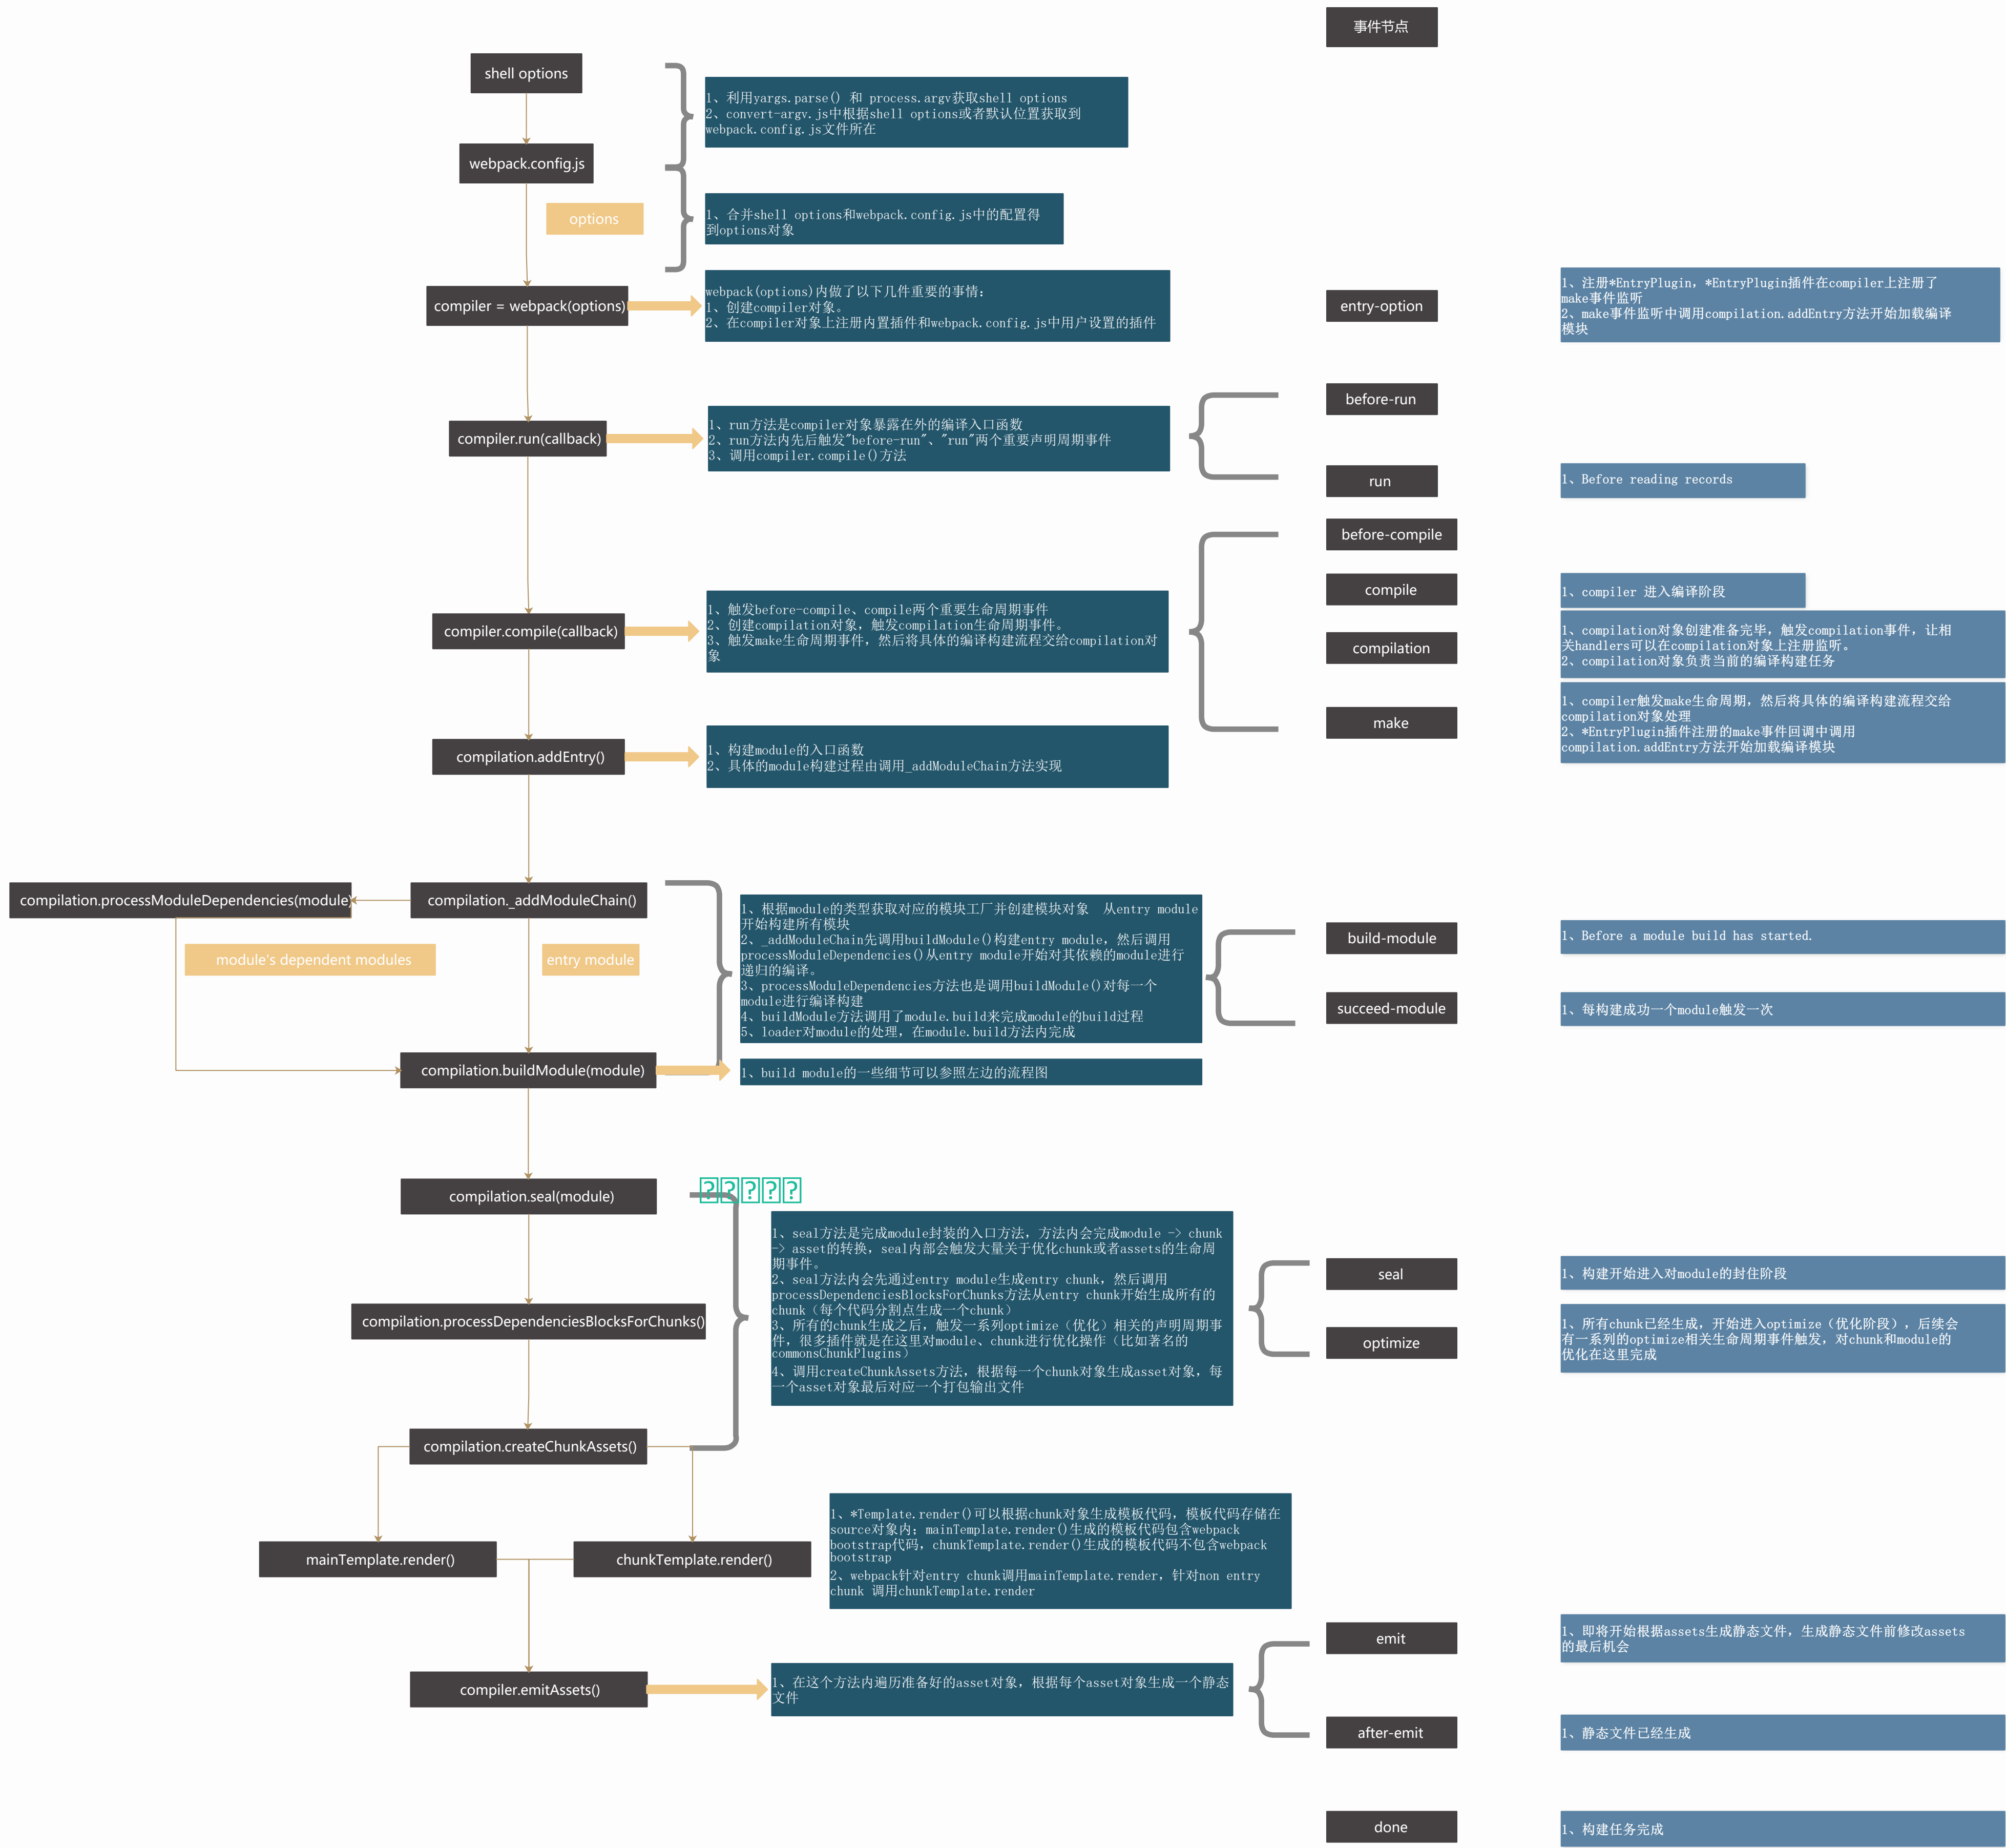 事件节点
shell options
1、利用yargs.parse() 和 process.argv获取shell options
2、convert-argv.js中根据shell options或者默认位置获取到
webpack.config.js文件所在
webpack.config.js
options
1、合并shell options和webpack.config.js中的配置得
到options对象
compiler = webpack(options)
webpack(options)内做了以下几件重要的事情：
1、创建compiler对象。
2、在compiler对象上注册内置插件和webpack.config.js中用户设置的插件
entry-option
1、注册*EntryPlugin，*EntryPlugin插件在compiler上注册了
make事件监听
2、make事件监听中调用compilation.addEntry方法开始加载编译
模块
before-run
compiler.run(callback)
1、run方法是compiler对象暴露在外的编译入口函数
2、run方法内先后触发"before-run"、"run"两个重要声明周期事件
3、调用compiler.compile()方法
run
1、Before reading records
before-compile
compile
1、compiler 进入编译阶段
compiler.compile(callback)
1、触发before-compile、compile两个重要生命周期事件
2、创建compilation对象，触发compilation生命周期事件。
3、触发make生命周期事件，然后将具体的编译构建流程交给compilation对
象
compilation
1、compilation对象创建准备完毕，触发compilation事件，让相
关handlers可以在compilation对象上注册监听。
2、compilation对象负责当前的编译构建任务
make
1、compiler触发make生命周期，然后将具体的编译构建流程交给
compilation对象处理
2、*EntryPlugin插件注册的make事件回调中调用
compilation.addEntry方法开始加载编译模块
compilation.addEntry()
1、构建module的入口函数
2、具体的module构建过程由调用_addModuleChain方法实现
compilation.processModuleDependencies(module)
compilation._addModuleChain()
module's dependent modules
entry module
1、根据module的类型获取对应的模块工厂并创建模块对象　从entry module
开始构建所有模块
2、_addModuleChain先调用buildModule()构建entry module，然后调用
processModuleDependencies()从entry module开始对其依赖的module进行
递归的编译。
3、processModuleDependencies方法也是调用buildModule()对每一个
module进行编译构建
4、buildModule方法调用了module.build来完成module的build过程
5、loader对module的处理，在module.build方法内完成
build-module
1、Before a module build has started.
succeed-module
1、每构建成功一个module触发一次
compilation.buildModule(module)
1、build module的一些细节可以参照左边的流程图
compilation.seal(module)
1、seal方法是完成module封装的入口方法，方法内会完成module -> chunk
-> asset的转换，seal内部会触发大量关于优化chunk或者assets的生命周
期事件。
2、seal方法内会先通过entry module生成entry chunk，然后调用
processDependenciesBlocksForChunks方法从entry chunk开始生成所有的
chunk（每个代码分割点生成一个chunk）
3、所有的chunk生成之后，触发一系列optimize（优化）相关的声明周期事
件，很多插件就是在这里对module、chunk进行优化操作（比如著名的
commonsChunkPlugins）
4、调用createChunkAssets方法，根据每一个chunk对象生成asset对象，每
一个asset对象最后对应一个打包输出文件
seal
1、构建开始进入对module的封住阶段
compilation.processDependenciesBlocksForChunks()
optimize
1、所有chunk已经生成，开始进入optimize（优化阶段），后续会
有一系列的optimize相关生命周期事件触发，对chunk和module的
优化在这里完成
compilation.createChunkAssets()
mainTemplate.render()
chunkTemplate.render()
1、*Template.render()可以根据chunk对象生成模板代码，模板代码存储在
source对象内；mainTemplate.render()生成的模板代码包含webpack
bootstrap代码，chunkTemplate.render()生成的模板代码不包含webpack
bootstrap
2、webpack针对entry chunk调用mainTemplate.render，针对non entry
chunk 调用chunkTemplate.render
emit
1、即将开始根据assets生成静态文件，生成静态文件前修改assets
的最后机会
compiler.emitAssets()
1、在这个方法内遍历准备好的asset对象，根据每个asset对象生成一个静态
文件
after-emit
1、静态文件已经生成
done
1、构建任务完成